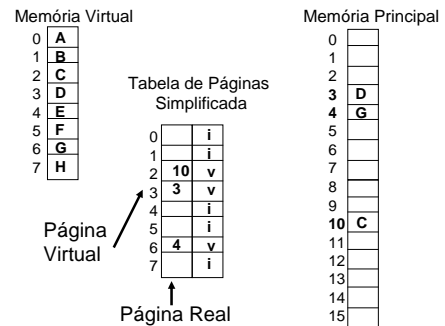 Memória Virtual
0 A
1 B
2 C
3 D
4 E
5 F
6 G
7 H
Tabela de Páginas
Simplificada
0 i
1 i
2 10 v
3 3 v
4 i
5 i
6 4 v
7 i
Página
Virtual
Página Real
Memória Principal
0
1
2
3 D
4 G
5
6
7
8
9
10 C
11
12
13
14
15